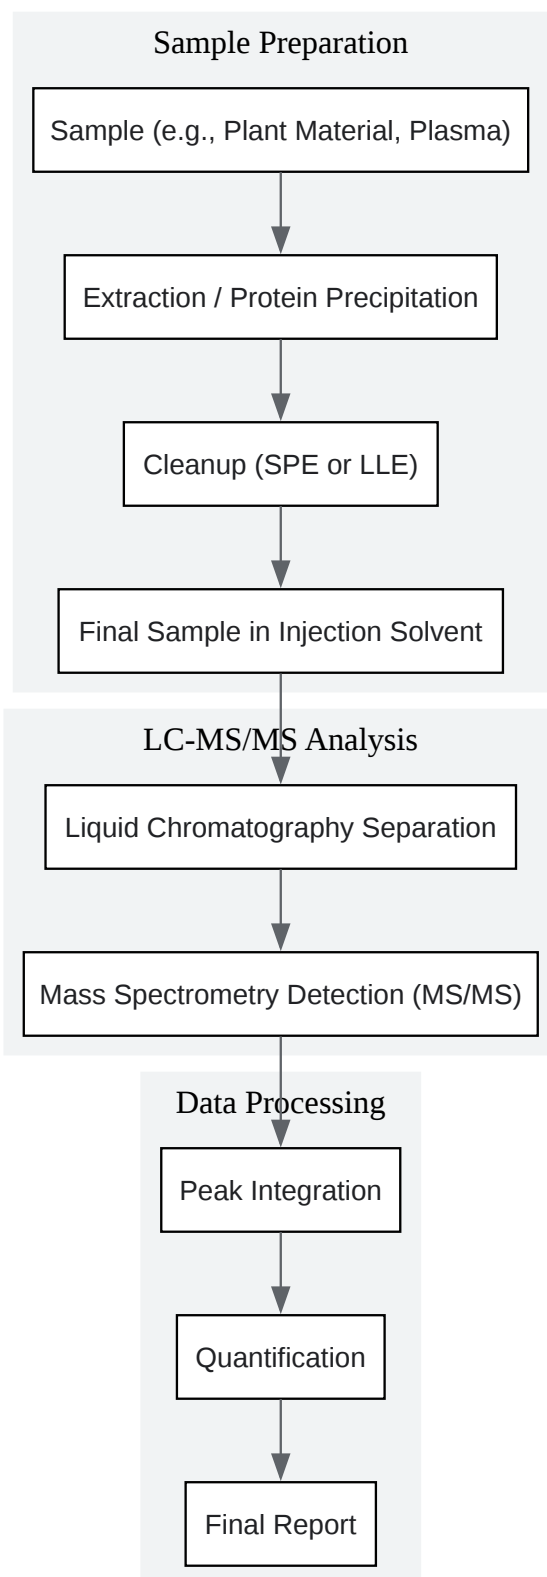 Sample Preparation
Sample (e.g., Plant Material, Plasma)
Extraction / Protein Precipitation
Cleanup (SPE or LLE)
Final Sample in Injection Solvent
LC-MS/MS Analysis
Liquid Chromatography Separation
Mass Spectrometry Detection (MS/MS)
Data Processing
Peak Integration
Quantification
Final Report